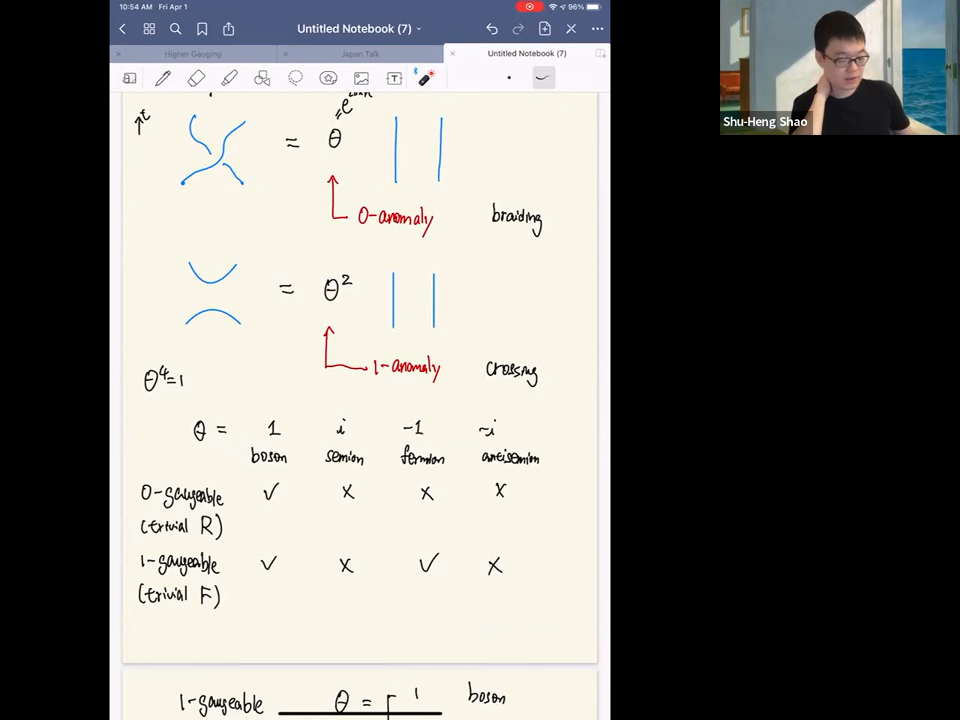 10:54 AM Fri Apr 1
96%
Untitled Notebook (7)
Higher Gauging
Japan Talk
Untitled Notebook (7)
Shu-Heng Shao
↑t
= θ
0-anomaly
braiding
= θ²
1-anomaly
crossing
θ⁴=1
θ = 1 i -1 -i
boson semion fermion antisemion
0-gaugeable ✓ x x x
(trivial R)
1-gaugeable ✓ x ✓ x
(trivial F)
1-gaugeable θ = 1 boson